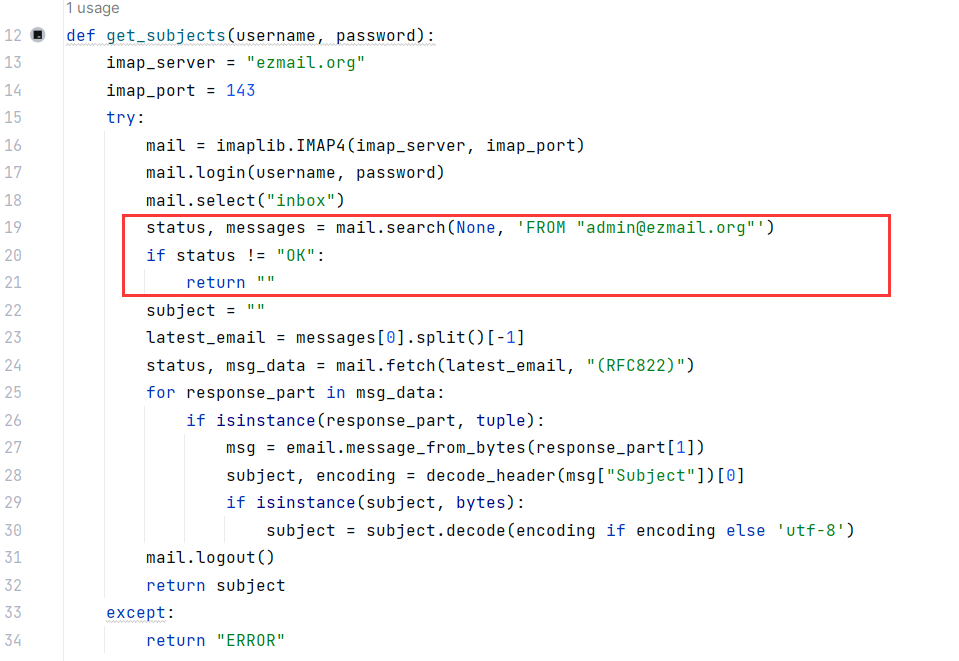 1 usage
12 def get_subjects(username, password):
13 imap_server = "ezmail.org"
14 imap_port = 143
15 try:
16 mail = imaplib.IMAP4(imap_server, imap_port)
17 mail.login(username, password)
18 mail.select("inbox")
19 status, messages = mail.search(None, 'FROM "admin@ezmail.org"')
20 if status != "OK":
21 return ""
22 subject = ""
23 latest_email = messages[0].split()[-1]
24 status, msg_data = mail.fetch(latest_email, "(RFC822)")
25 for response_part in msg_data:
26 if isinstance(response_part, tuple):
27 msg = email.message_from_bytes(response_part[1])
28 subject, encoding = decode_header(msg["Subject"])[0]
29 if isinstance(subject, bytes):
30 subject = subject.decode(encoding if encoding else 'utf-8')
31 mail.logout()
32 return subject
33 except:
34 return "ERROR"